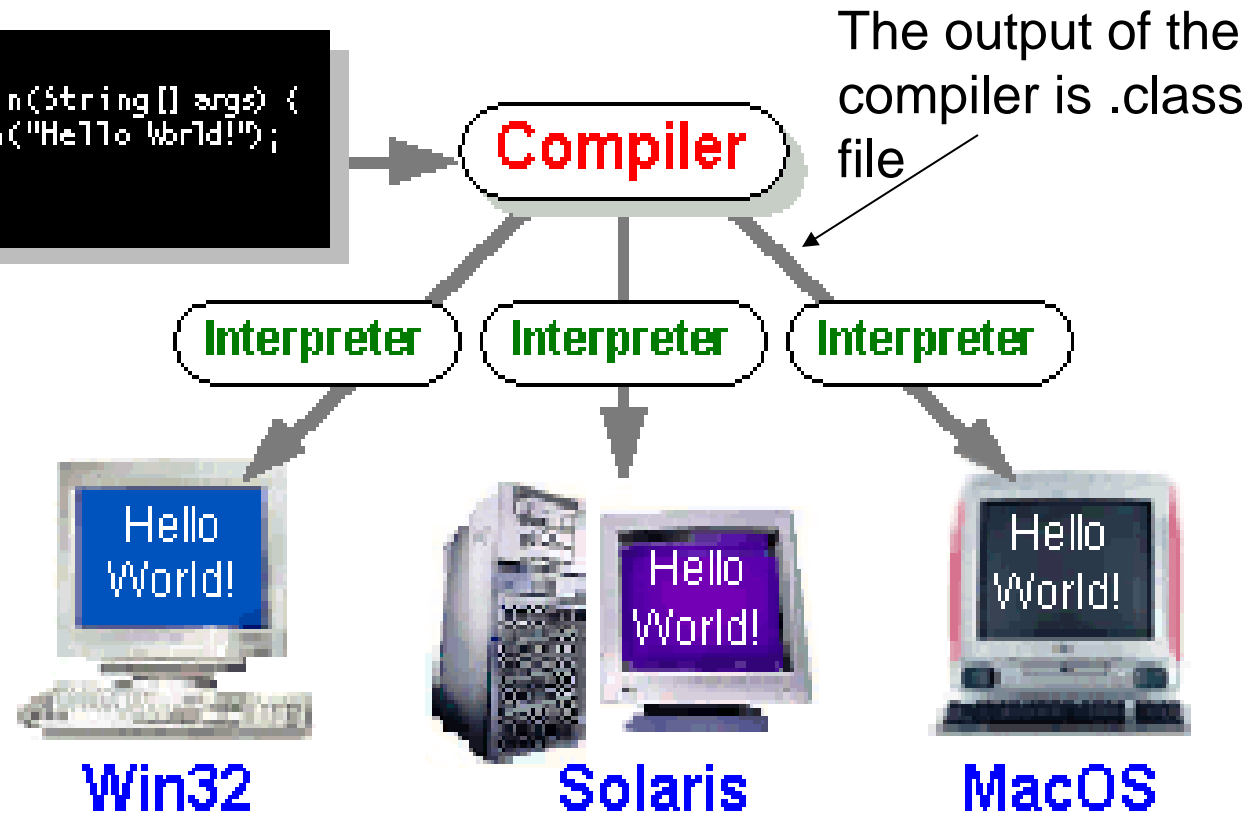 n(String[] args) {
("Hello World!");
Compiler
The output of the
compiler is .class
file
Interpreter
Interpreter
Interpreter
Hello
World!
Hello
World!
Hello
World!
Win32
Solaris
MacOS